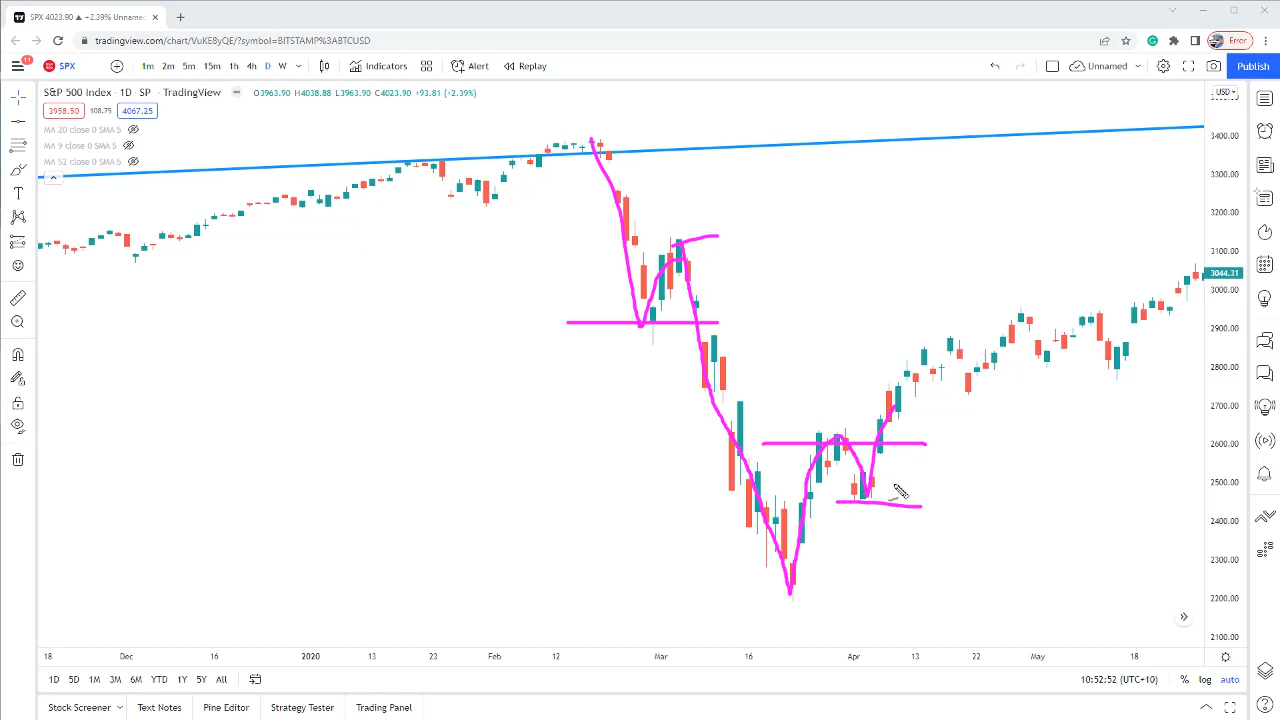 SPX 4023.90 ▲ +2.39% Unname
tradingview.com/chart/VuKE8yQE/?symbol=BITSTAMP%3ABTCUSD
Error
11 SPX 1m 2m 5m 15m 1h 4h D W Indicators Alert Replay Unnamed Publish
S&P 500 Index · 1D · SP · TradingView O3963.90 H4038.88 L3963.90 C4023.90 +93.81 (+2.39%) USD
3958.50 108.75 4067.25
MA 20 close 0 SMA 5
MA 9 close 0 SMA 5
MA 52 close 0 SMA 5
3400.00
3300.00
3200.00
3100.00
3044.31
3000.00
2900.00
2800.00
2700.00
2600.00
2500.00
2400.00
2300.00
2200.00
2100.00
18 Dec 16 2020 13 23 Feb 12 Mar 16 Apr 13 22 May 18
1D 5D 1M 3M 6M YTD 1Y 5Y All 10:52:52 (UTC+10) % log auto
Stock Screener Text Notes Pine Editor Strategy Tester Trading Panel